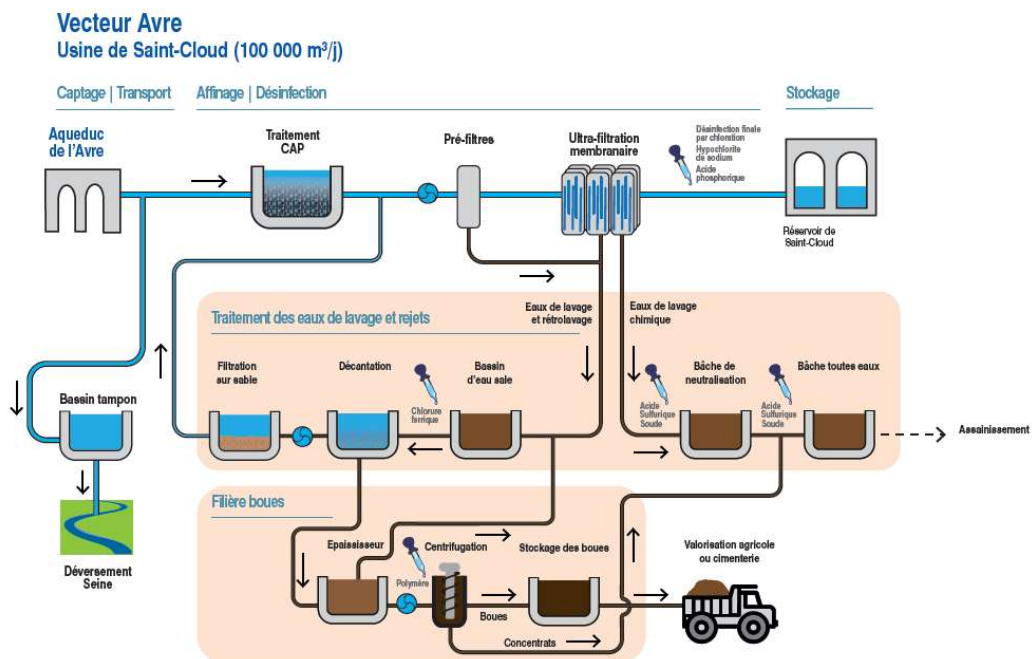 Vecteur Avre
Usine de Saint-Cloud (100 000 m³/j)
Captage | Transport
Affinage | Désinfection
Stockage
Aqueduc
de l'Avre
Traitement
CAP
Pré-filtres
Ultra-filtration
membranaire
Désinfection finale
par chloration
Hypochlorite
de sodium
Acide
phosphorique
Réservoir de
Saint-Cloud
Eaux de lavage
et rétrolavage
Eaux de lavage
chimique
Traitement des eaux de lavage et rejets
Filtration
sur sable
Décantation
Chlorure
ferrique
Bassin
d'eau sale
Acide
Sulfurique
Soude
Bâche de
neutralisation
Acide
Sulfurique
Soude
Bâche toutes eaux
Assainissement
Bassin tampon
Déversement
Seine
Filière boues
Epaississeur
Polymère
Centrifugation
Stockage des boues
Boues
Concentrats
Valorisation agricole
ou cimenterie